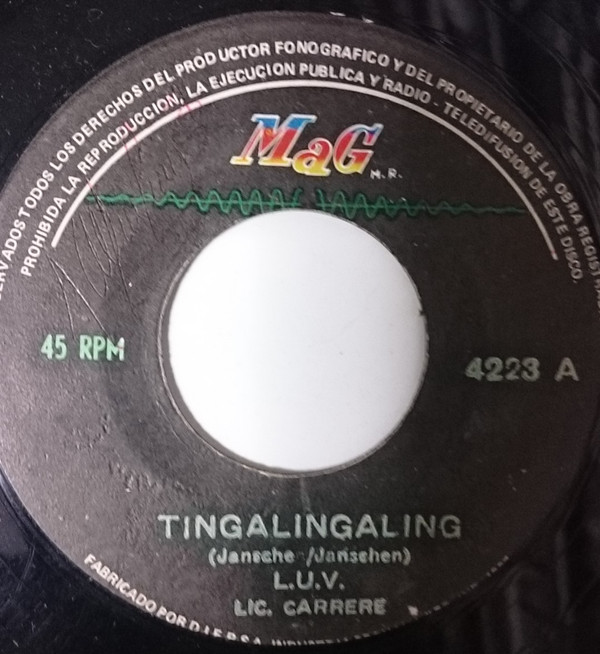 RVADOS TODOS LOS DERECHOS DEL PRODUCTOR FONOGRAFICO Y DEL PROPIETARIO DE LA OBRA REGISTRA
PROHIBIDA LA REPRODUCCION, LA EJECUCION PUBLICA Y RADIO - TELEDIFUSION DE ESTE DISCO.
MaG M.R.
45 RPM
4223 A
TINGALINGALING
(Jansche /Janschen)
L.U.V.
LIC. CARRERE
FABRICADO POR D.I.E.R.S.A.